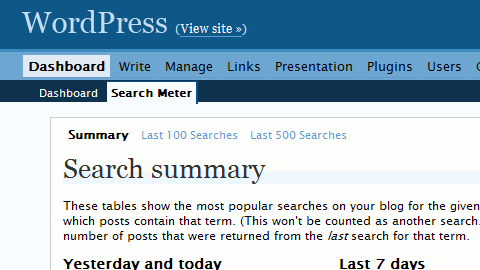 WordPress (View site »)
Dashboard Write Manage Links Presentation Plugins Users
Dashboard Search Meter
Summary Last 100 Searches Last 500 Searches
Search summary
These tables show the most popular searches on your blog for the given
which posts contain that term. (This won't be counted as another search.
number of posts that were returned from the last search for that term.
Yesterday and today Last 7 days